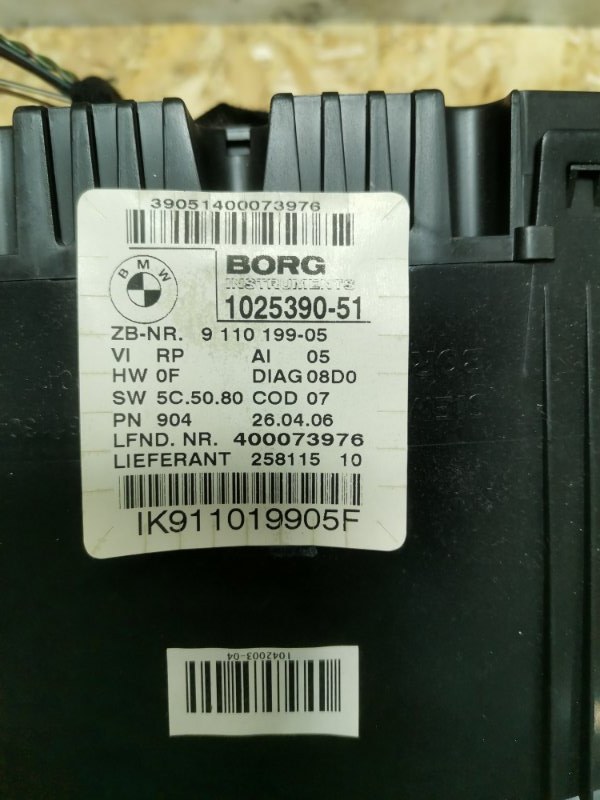 39051400073976
BMW
BORG
INSTRUMENTS
1025390-51
ZB-NR. 9 110 199-05
VI RP AI 05
HW 0F DIAG 08D0
SW 5C.50.80 COD 07
PN 904 26.04.06
LFND. NR. 400073976
LIEFERANT 258115 10
IK911019905F
1042003-04